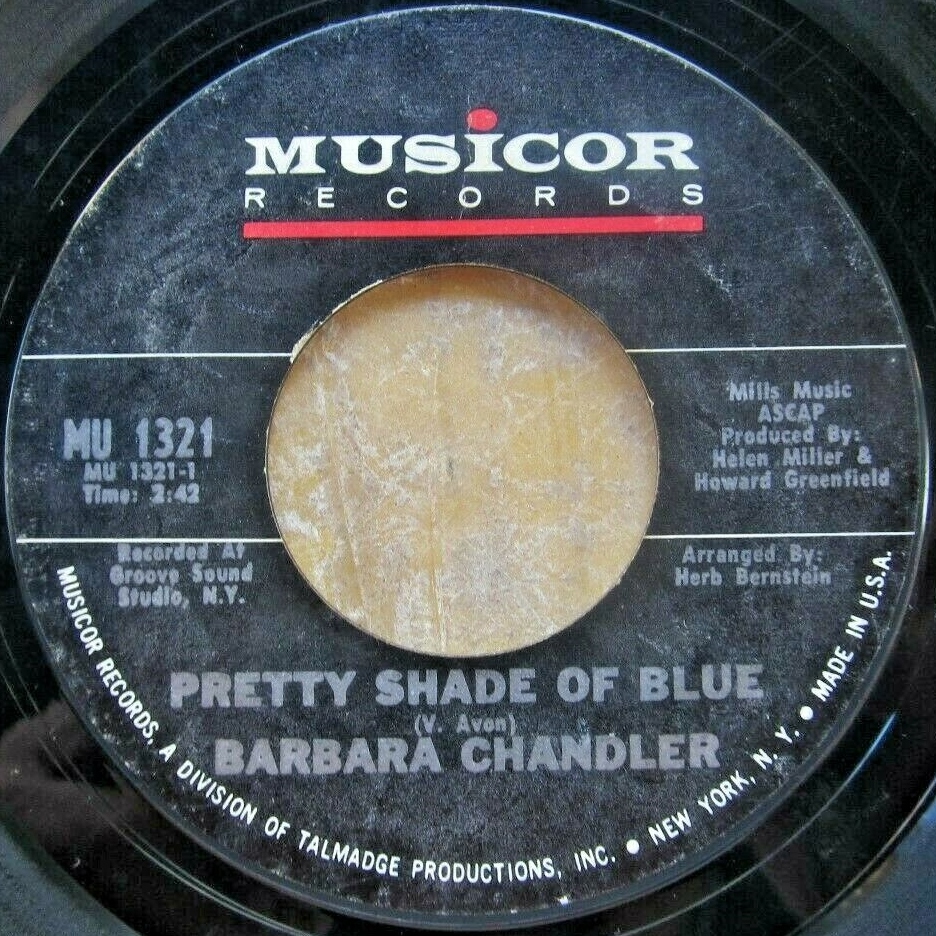 MUSICOR
RECORDS
MU 1321
MU 1321-1
Time: 2:42
Mills Music
ASCAP
Produced By:
Helen Miller &
Howard Greenfield
Recorded At
Groove Sound
Studio, N.Y.
Arranged By:
Herb Bernstein
PRETTY SHADE OF BLUE
(V. Avon)
BARBARA CHANDLER
MUSICOR RECORDS, A DIVISION OF TALMADGE PRODUCTIONS, INC. ● NEW YORK, N. Y. ● MADE IN U.S.A.